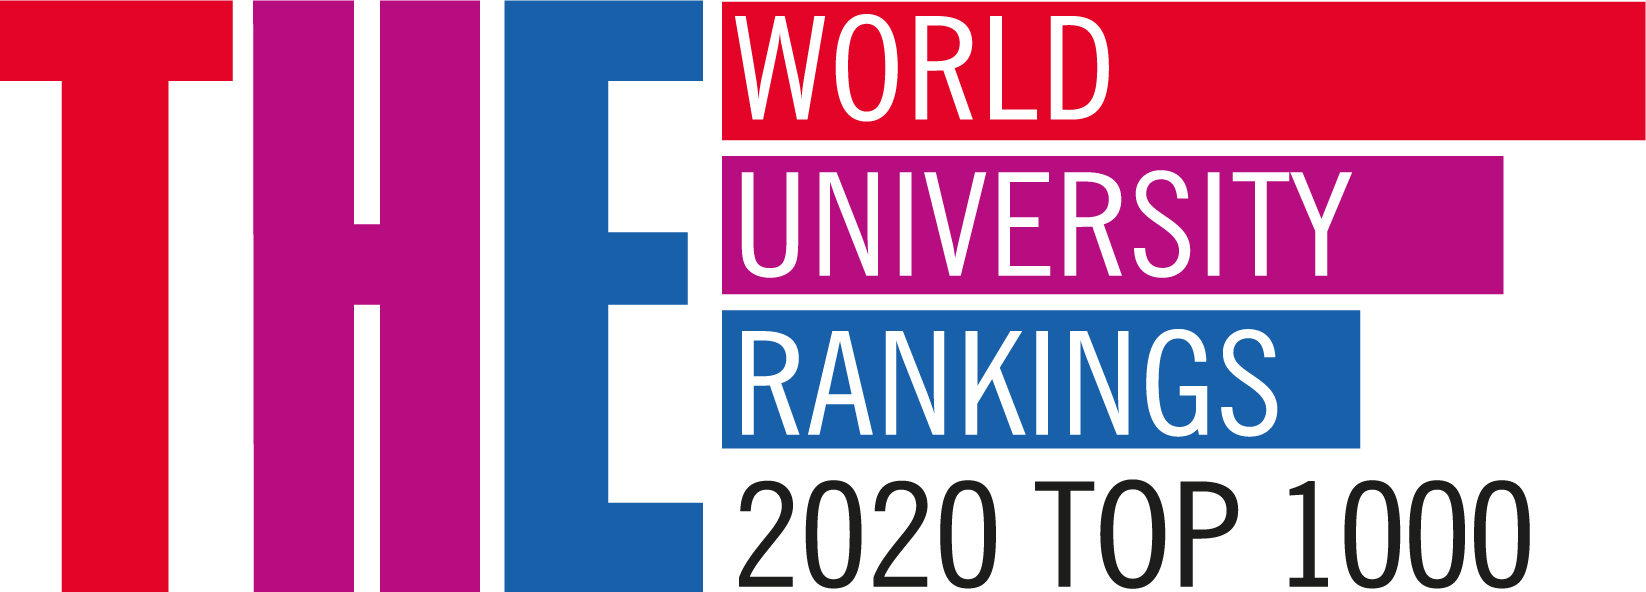 THE
WORLD
UNIVERSITY
RANKINGS
2020 TOP 1000